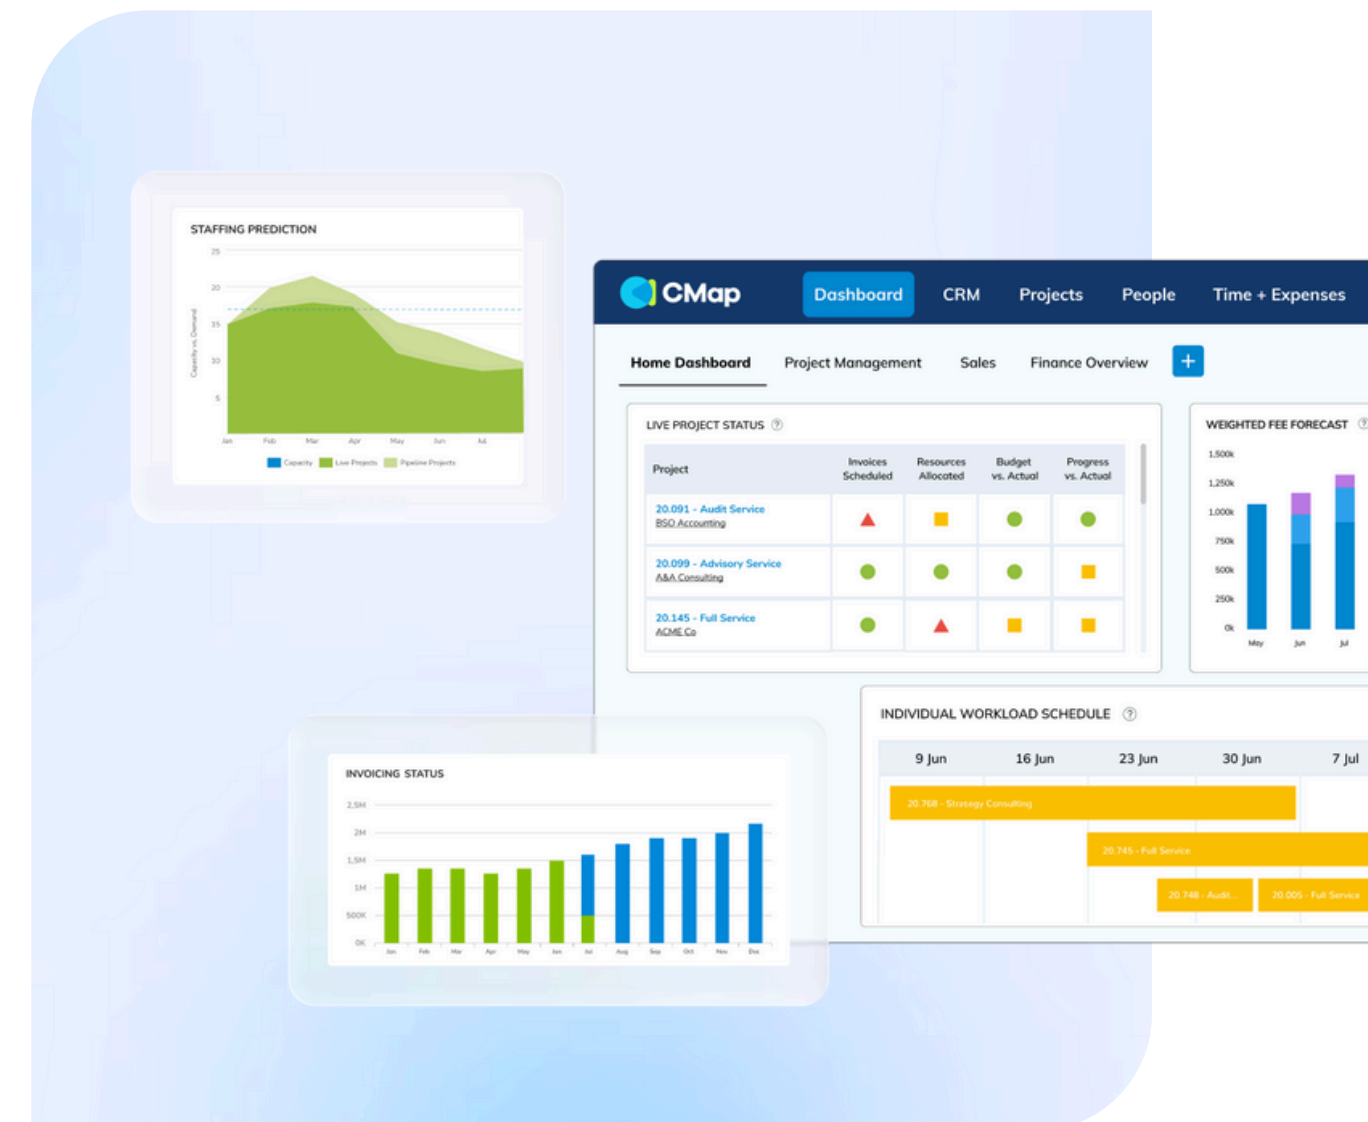 STAFFING PREDICTION
25
20
15
10
5
Capacity vs. Demand
Jan Feb Mar Apr May Jun Jul
Capacity Live Projects Pipeline Projects
CMap Dashboard CRM Projects People Time + Expenses
Home Dashboard Project Management Sales Finance Overview +
LIVE PROJECT STATUS ?
Project Invoices Scheduled Resources Allocated Budget vs. Actual Progress vs. Actual
20.091 - Audit Service
BSO Accounting
20.099 - Advisory Service
A&A Consulting
20.145 - Full Service
ACME Co
WEIGHTED FEE FORECAST ?
1,500k
1,250k
1,000k
750k
500k
250k
0k
May Jun Jul
INDIVIDUAL WORKLOAD SCHEDULE ?
9 Jun 16 Jun 23 Jun 30 Jun 7 Jul
20.768 - Strategy Consulting
20.745 - Full Service
20.748 - Audit... 20.005 - Full Service
INVOICING STATUS
2,5M
2M
1,5M
1M
500K
0K
Jan Feb Mar Apr May Jun Jul Aug Sep Oct Nov Dec